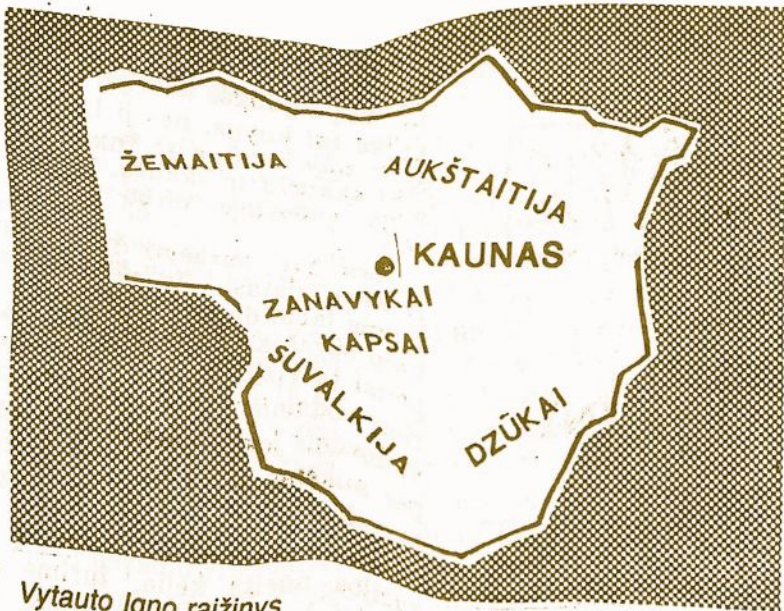 ŽEMAITIJA
AUKŠTAITIJA
KAUNAS
ZANAVYKAI
KAPSAI
SUVALKIJA
DZŪKAI
Vytauto Igno raižinys